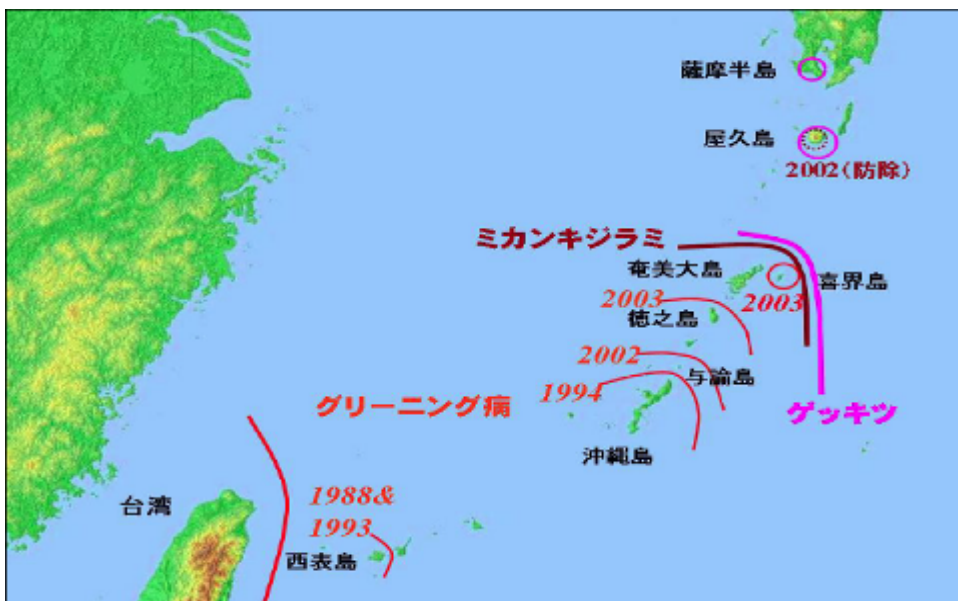 薩摩半島
屋久島
2002(防除)
ミカンキジラミ
奄美大島
喜界島
2003
2003
徳之島
2002
与論島
1994
グリーニング病
ゲッキツ
沖縄島
台湾
1988&
1993
西表島